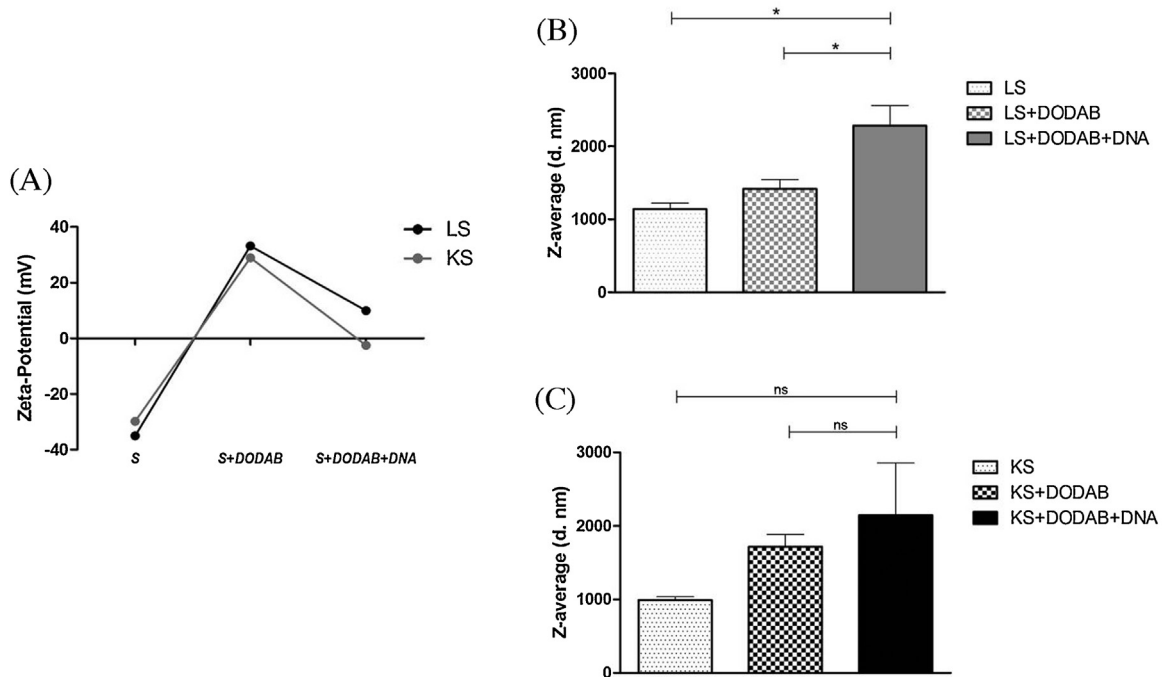 (A)
Zeta-Potential (mV)
40
20
0
-20
-40
S
S+DODAB
S+DODAB+DNA
LS
KS
(B)
*
*
Z-average (d. nm)
3000
2000
1000
0
LS
LS+DODAB
LS+DODAB+DNA
(C)
ns
ns
Z-average (d. nm)
3000
2000
1000
0
KS
KS+DODAB
KS+DODAB+DNA